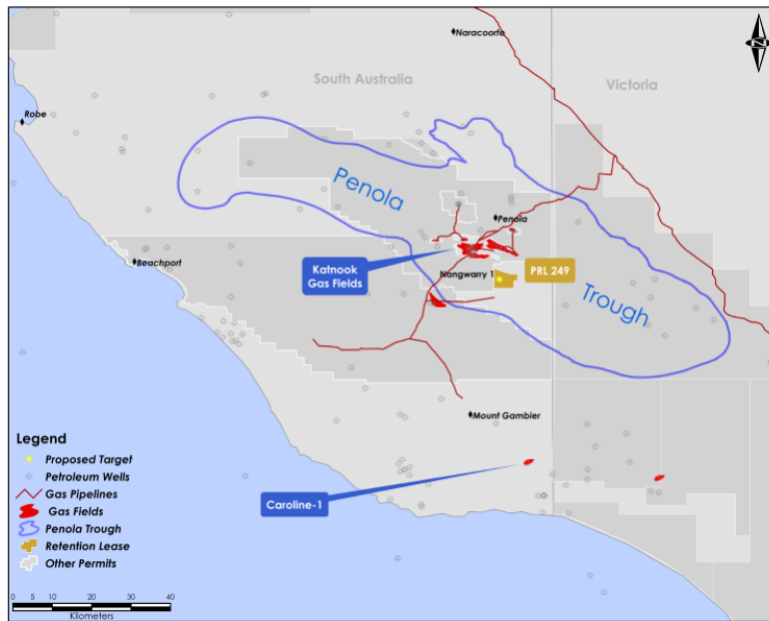 Naracoorte
N
South Australia
Victoria
Robe
Penola
Penola
Beachport
Katnook
Gas Fields
Nangwarry 1
PRL 249
Trough
Mount Gambier
Caroline-1
Legend
Proposed Target
Petroleum Wells
Gas Pipelines
Gas Fields
Penola Trough
Retention Lease
Other Permits
0 5 10 20 30 40
Kilometers